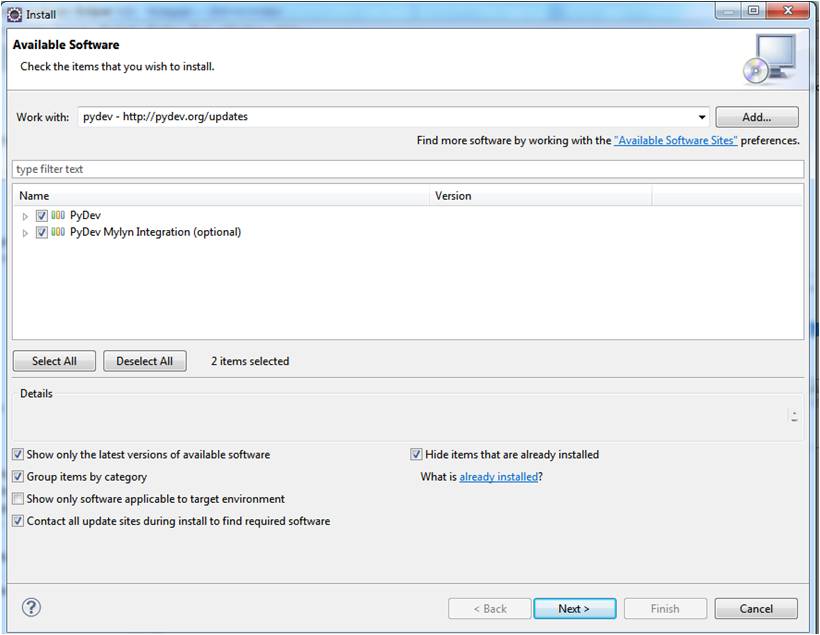 Install
Available Software
Check the items that you wish to install.
Work with: pydev - http://pydev.org/updates Add...
Find more software by working with the "Available Software Sites" preferences.
type filter text
Name Version
PyDev
PyDev Mylyn Integration (optional)
Select All Deselect All 2 items selected
Details
Show only the latest versions of available software Hide items that are already installed
Group items by category What is already installed?
Show only software applicable to target environment
Contact all update sites during install to find required software
? < Back Next > Finish Cancel